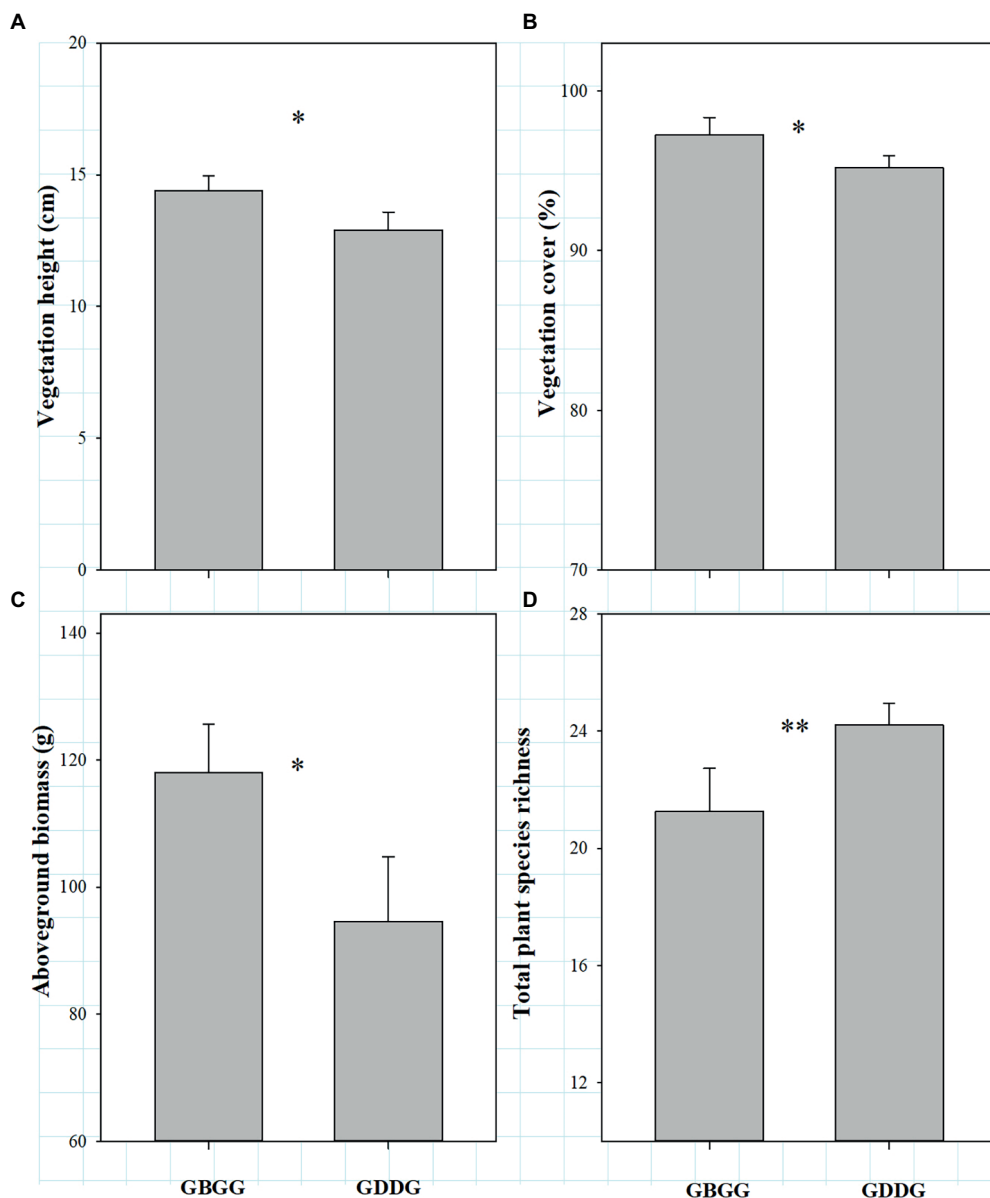 A
B
20
15
10
5
0
Vegetation height (cm)
*
100
90
80
70
Vegetation cover (%)
*
C
D
140
120
100
80
60
Aboveground biomass (g)
*
GBGG
GDDG
28
24
20
16
12
Total plant species richness
**
GBGG
GDDG